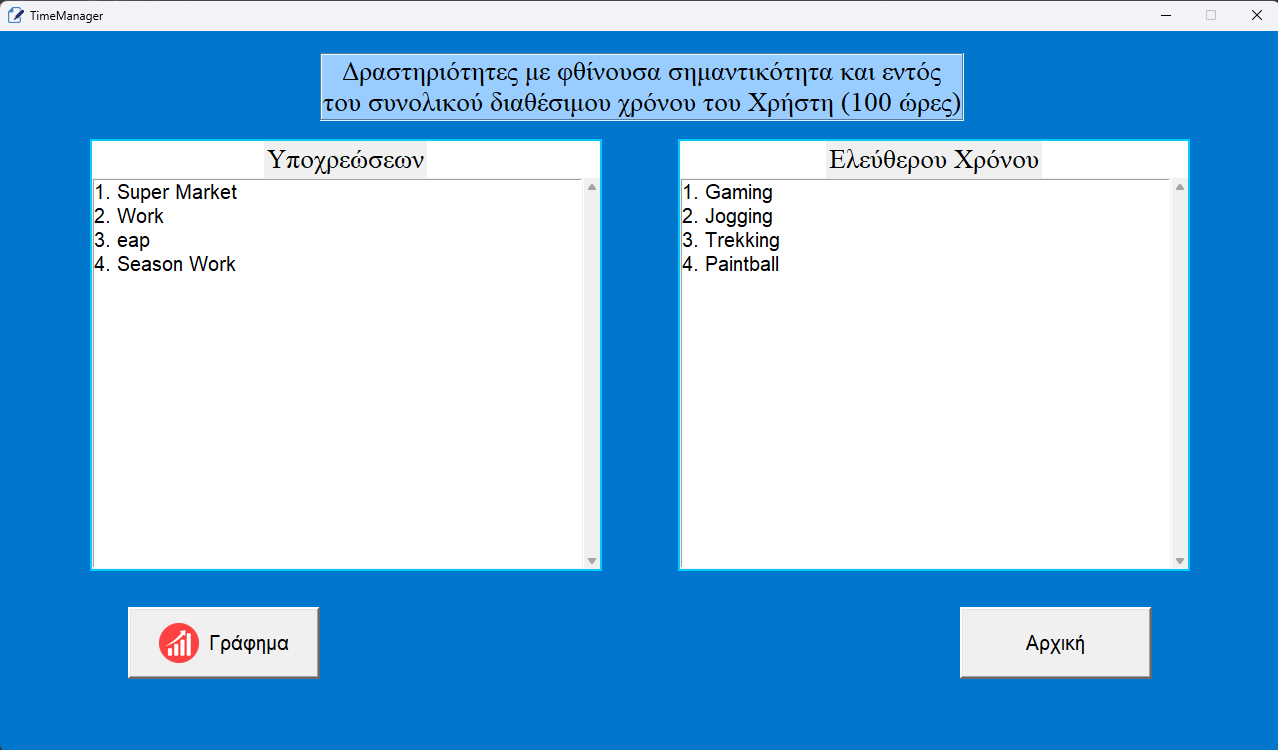 TimeManager
Δραστηριότητες με φθίνουσα σημαντικότητα και εντός
του συνολικού διαθέσιμου χρόνου του Χρήστη (100 ώρες)
Υποχρεώσεων
1. Super Market
2. Work
3. eap
4. Season Work
Ελεύθερου Χρόνου
1. Gaming
2. Jogging
3. Trekking
4. Paintball
Γράφημα
Αρχική